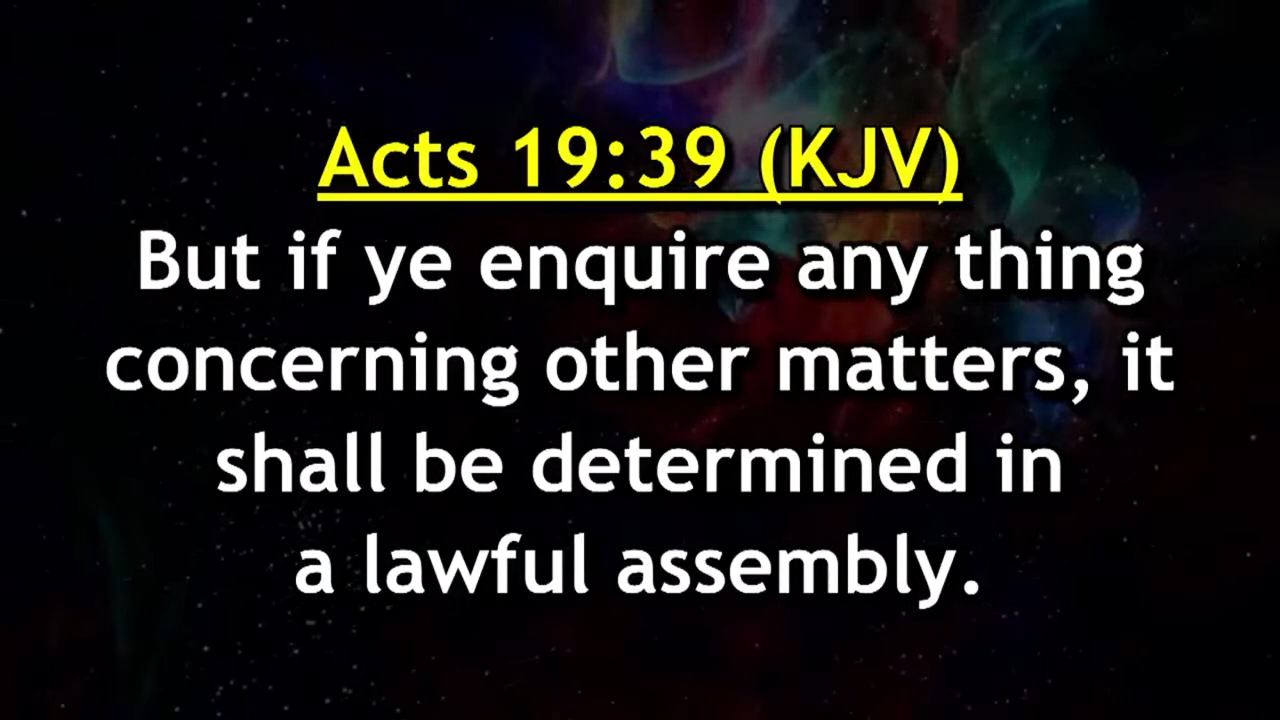 Acts 19:39 (KJV)
But if ye enquire any thing
concerning other matters, it
shall be determined in
a lawful assembly.